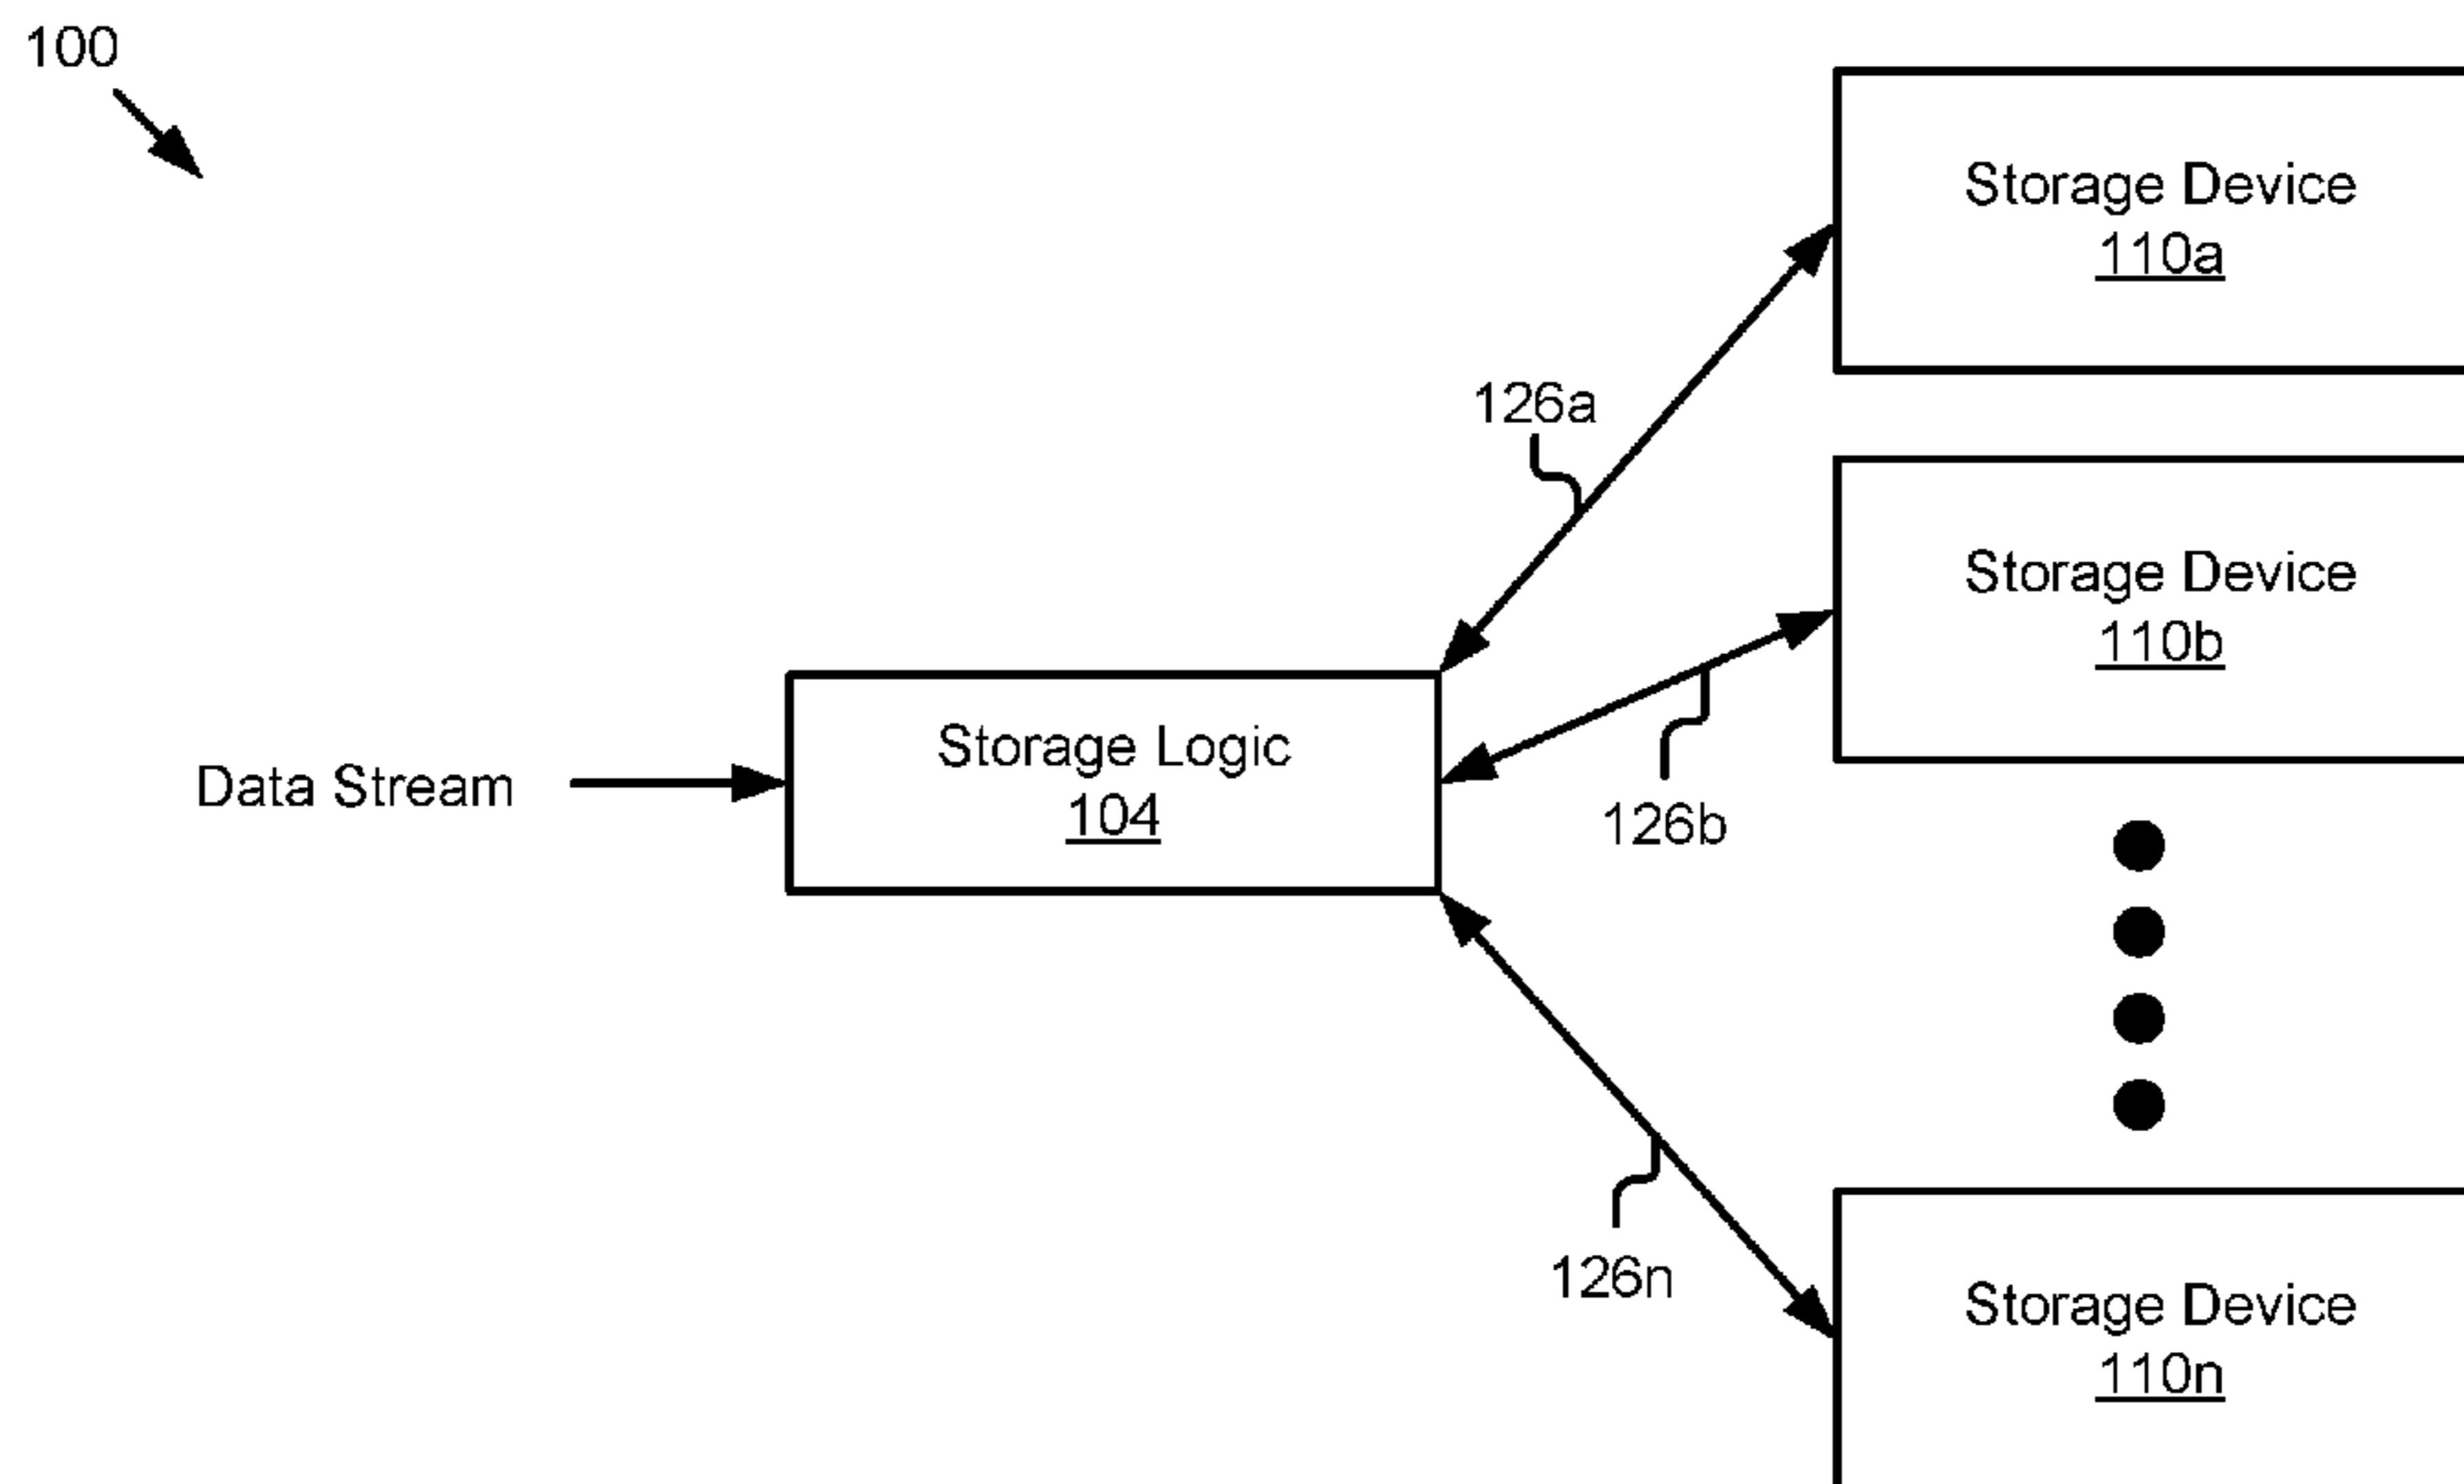 100
Storage Device
110a
126a
Storage Device
110b
Storage Logic
104
Data Stream
126b
126n
Storage Device
110n